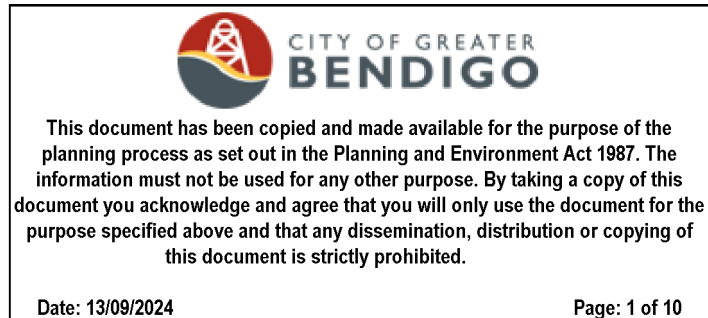 CITY OF GREATER
BENDIGO
This document has been copied and made available for the purpose of the
planning process as set out in the Planning and Environment Act 1987. The
information must not be used for any other purpose. By taking a copy of this
document you acknowledge and agree that you will only use the document for the
purpose specified above and that any dissemination, distribution or copying of
this document is strictly prohibited.
Date: 13/09/2024 Page: 1 of 10